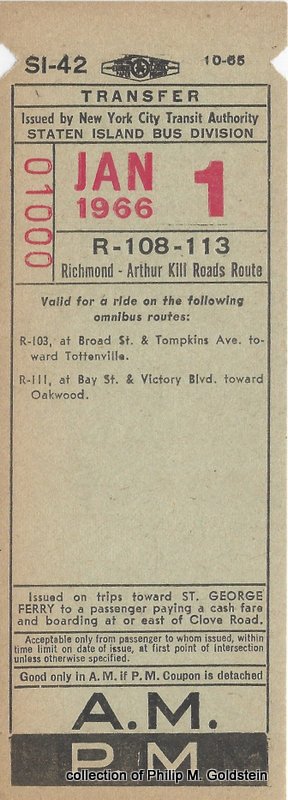 SI-42 10-65
TRANSFER
Issued by New York City Transit Authority
STATEN ISLAND BUS DIVISION
01000
JAN 1
1966
R-108-113
Richmond - Arthur Kill Roads Route
Valid for a ride on the following
omnibus routes:
R-103, at Broad St. & Tompkins Ave. to-
ward Tottenville.
R-111, at Bay St. & Victory Blvd. toward
Oakwood.
Issued on trips toward ST. GEORGE
FERRY to a passenger paying a cash fare
and boarding at or east of Clove Road.
Acceptable only from passenger to whom issued, within
time limit on date of issue, at first point of intersection
unless otherwise specified.
Good only in A.M. if P.M. Coupon is detached
A.M.
P M
collection of Philip M. Goldstein